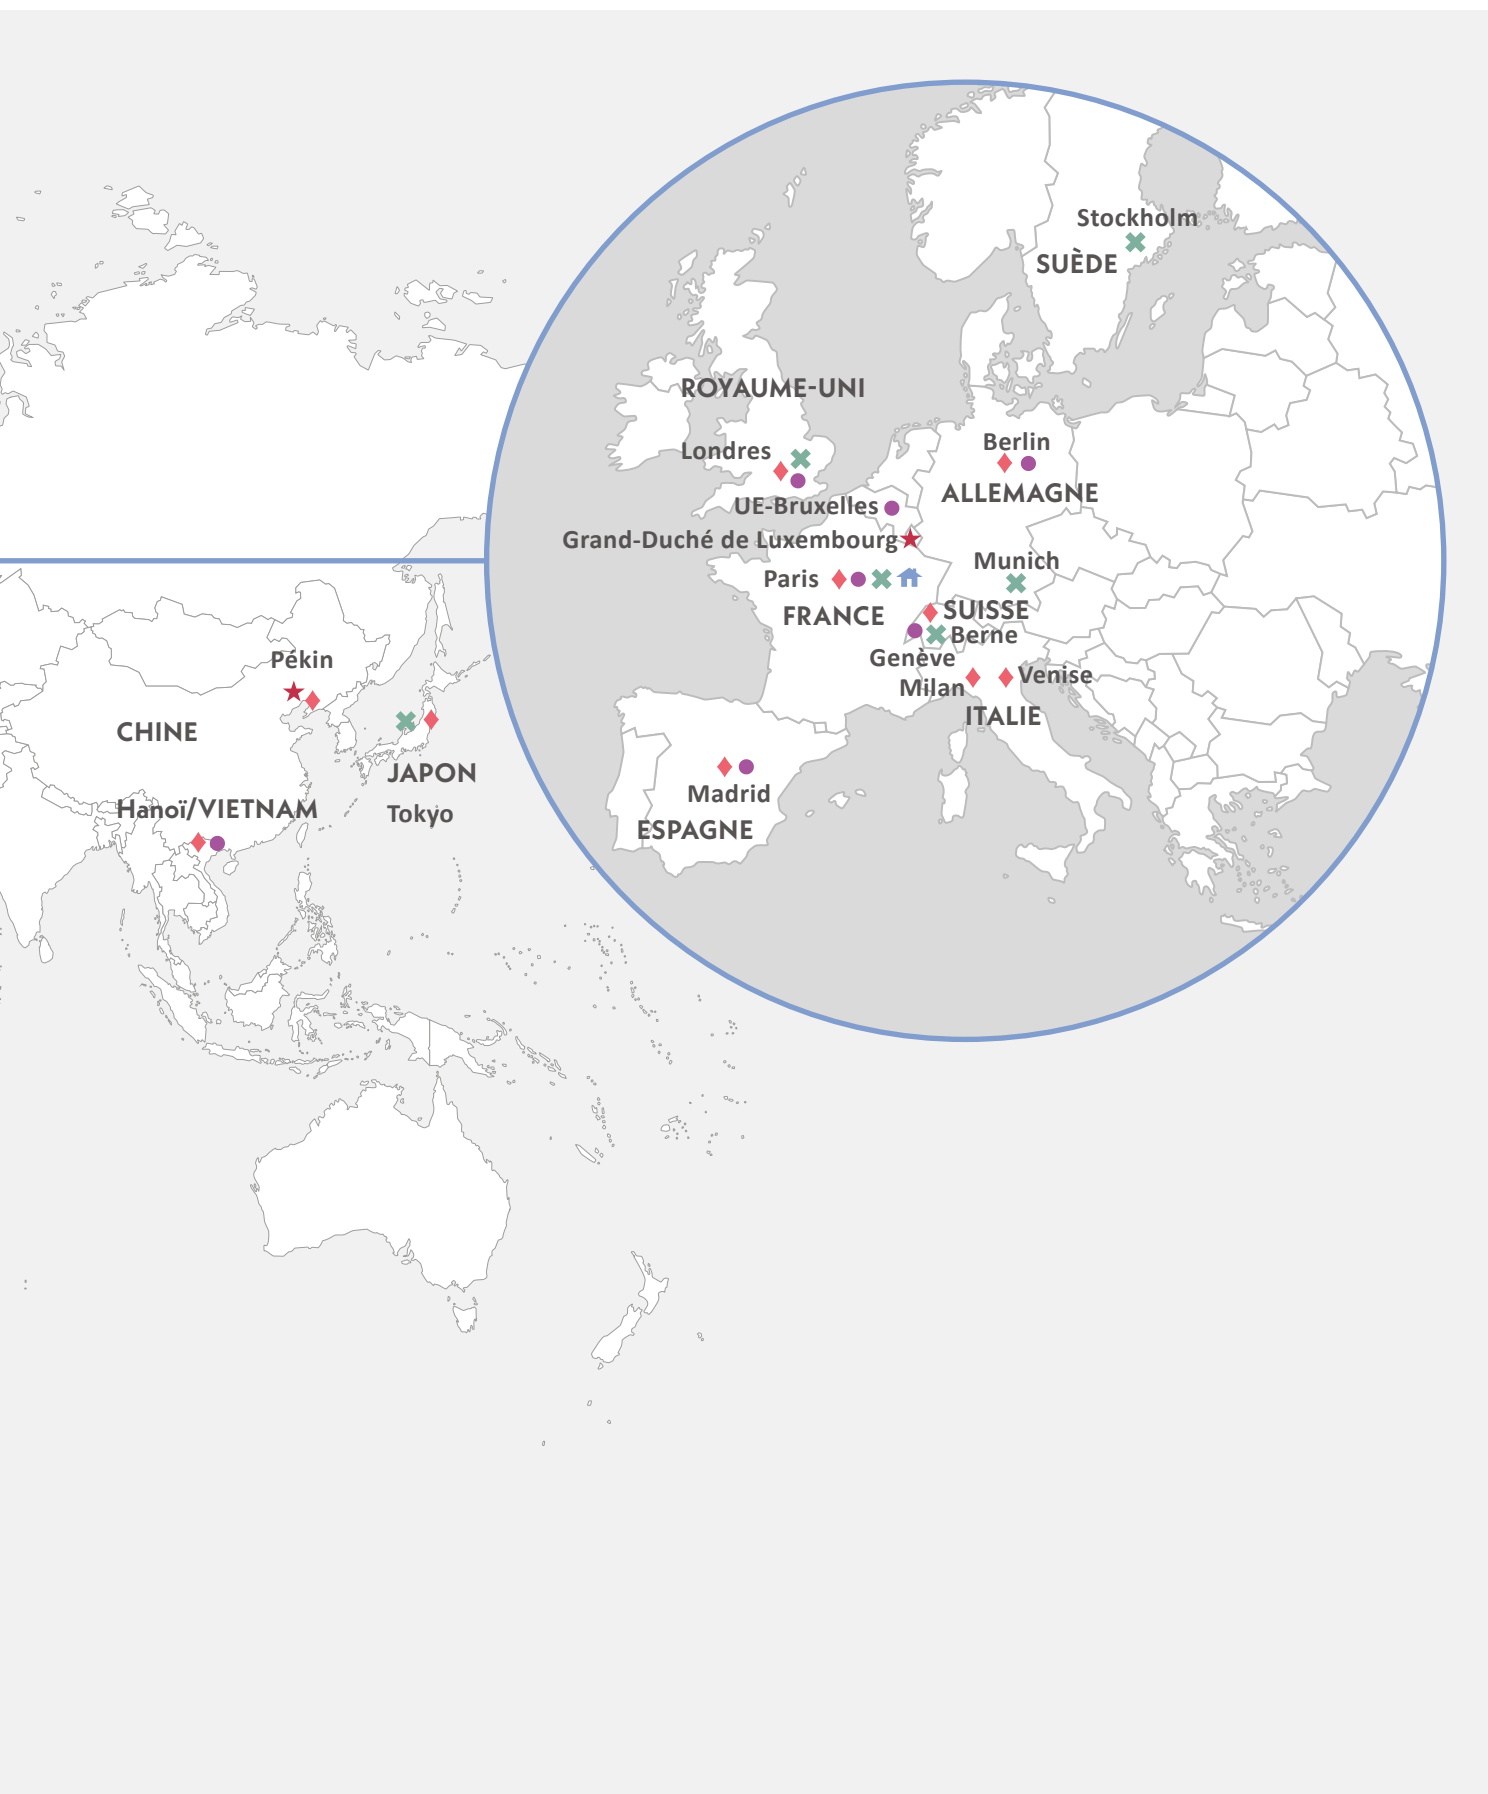 Stockholm
SUÈDE
ROYAUME-UNI
Londres
Berlin
ALLEMAGNE
UE-Bruxelles
Grand-Duché de Luxembourg
Munich
Paris
FRANCE
SUISSE
Berne
Genève
Milan
Venise
ITALIE
Madrid
ESPAGNE
Pékin
CHINE
JAPON
Tokyo
Hanoï/VIETNAM